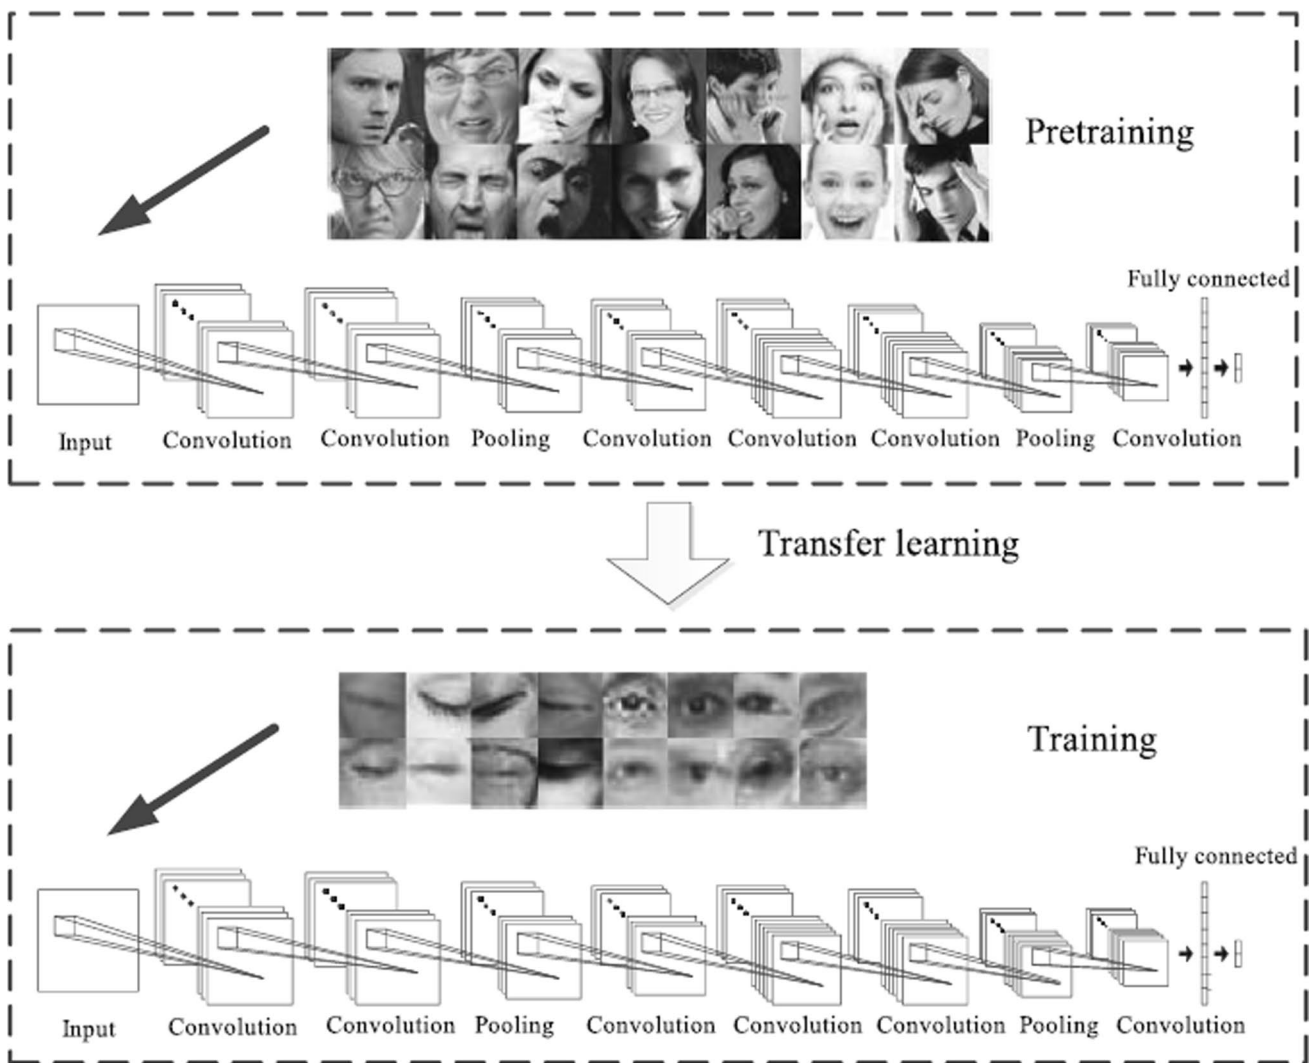 Pretraining
Fully connected
Input Convolution Convolution Pooling Convolution Convolution Convolution Pooling Convolution
Transfer learning
Training
Fully connected
Input Convolution Convolution Pooling Convolution Convolution Convolution Pooling Convolution